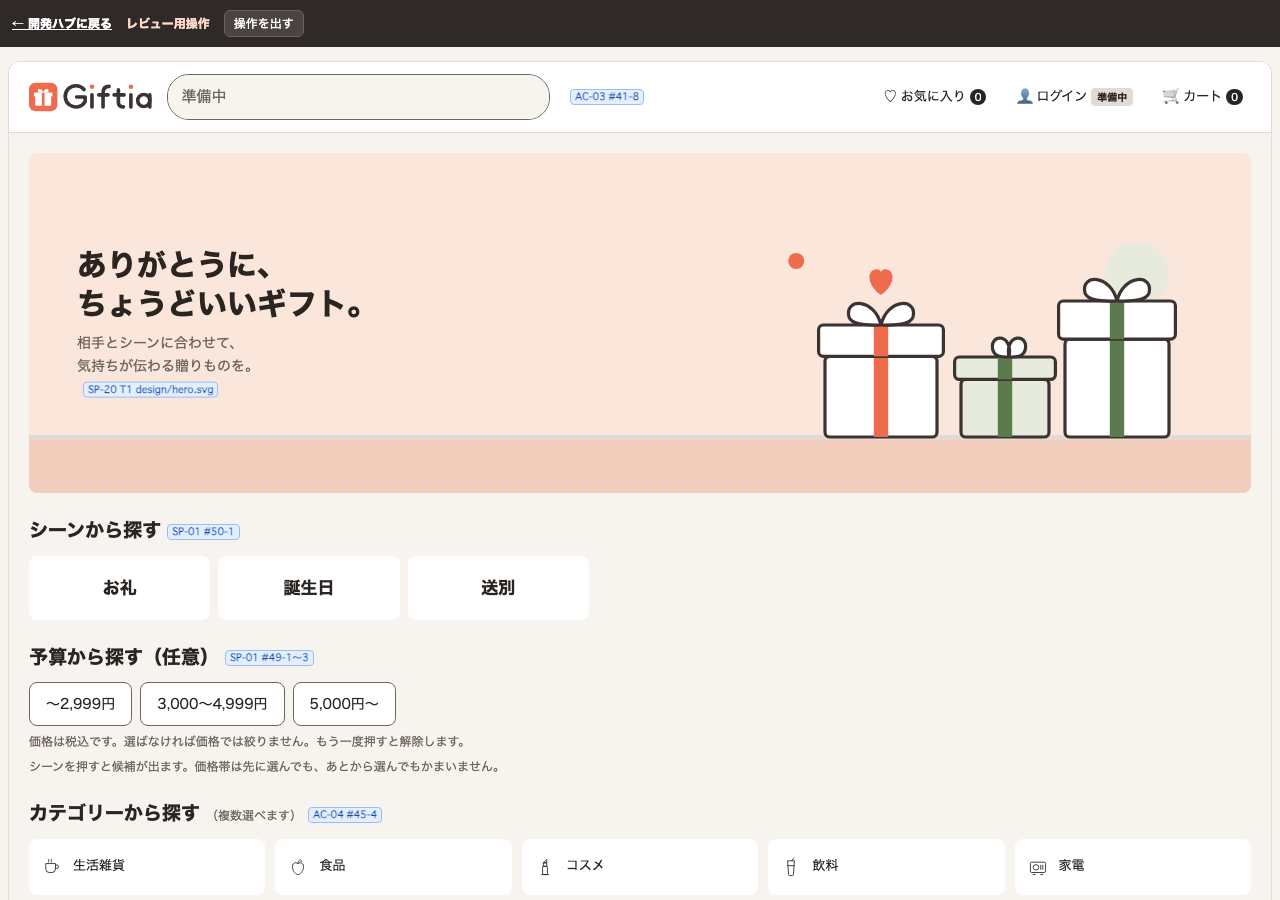 ← 開発ハブに戻る レビュー用操作 操作を出す
Giftia 準備中 AC-03 #41-8 ♡ お気に入り 0 ログイン 準備中 カート 0
ありがとうに、
ちょうどいいギフト。
相手とシーンに合わせて、
気持ちが伝わる贈りものを。
SP-20 T1 design/hero.svg
シーンから探す SP-01 #50-1
お礼 誕生日 送別
予算から探す（任意） SP-01 #49-1〜3
〜2,999円 3,000〜4,999円 5,000円〜
価格は税込です。選ばなければ価格では絞りません。もう一度押すと解除します。
シーンを押すと候補が出ます。価格帯は先に選んでも、あとから選んでもかまいません。
カテゴリーから探す （複数選べます） AC-04 #45-4
生活雑貨 食品 コスメ 飲料 家電